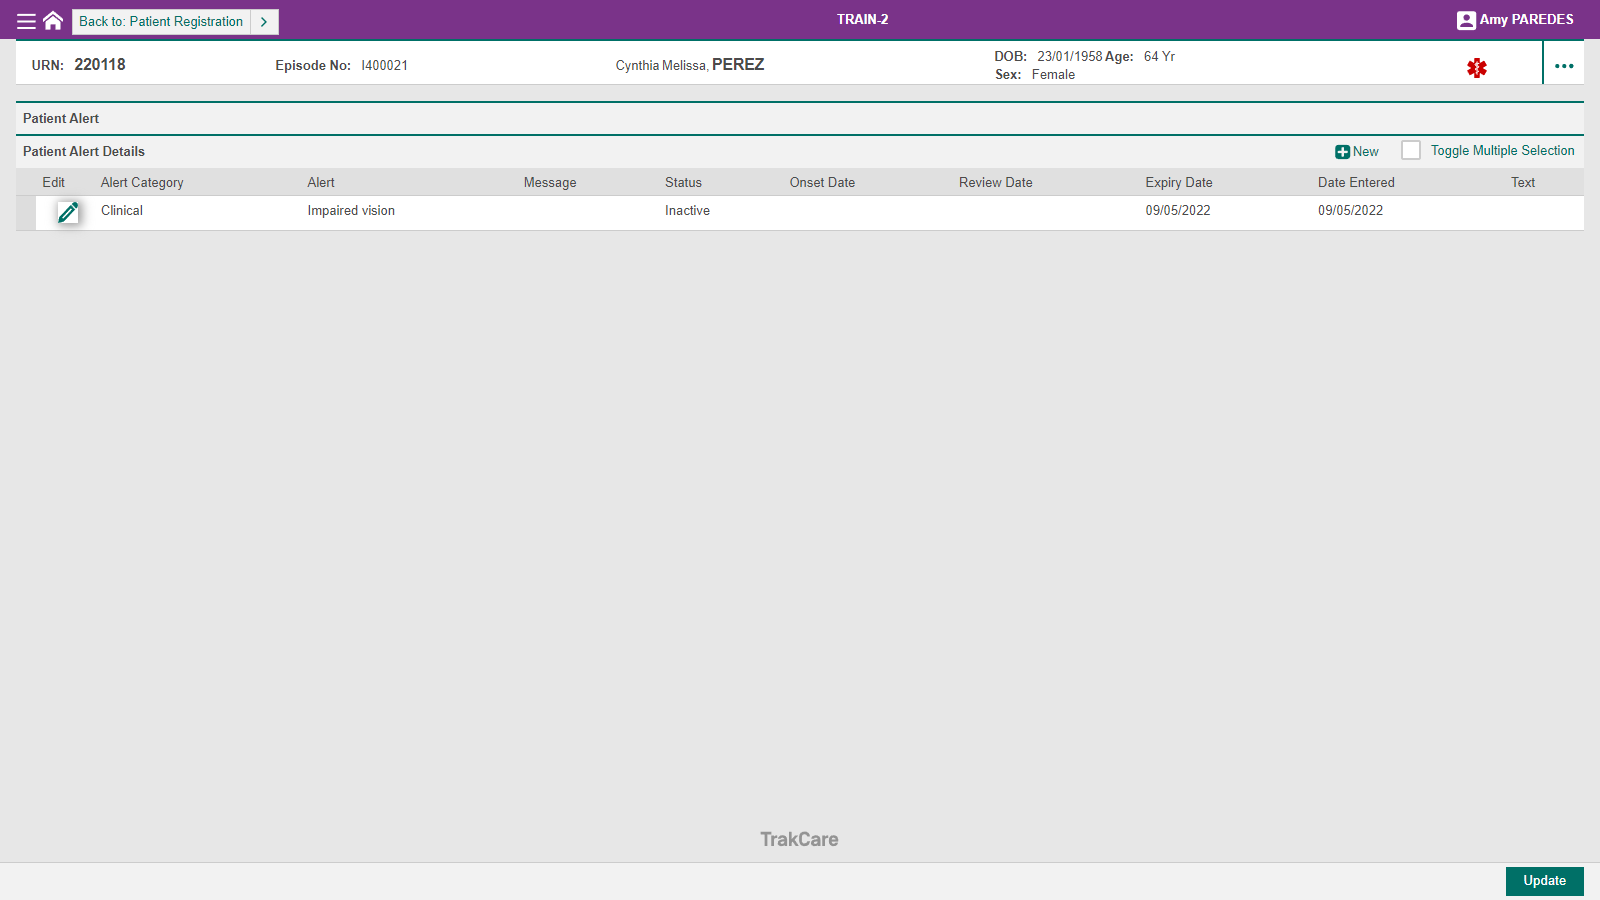 Back to: Patient Registration
TRAIN-2
Amy PAREDES
URN: 220118 Episode No: I400021 Cynthia Melissa, PEREZ DOB: 23/01/1958 Age: 64 Yr
Sex: Female
Patient Alert
Patient Alert Details New Toggle Multiple Selection
Edit Alert Category Alert Message Status Onset Date Review Date Expiry Date Date Entered Text
Clinical Impaired vision Inactive 09/05/2022 09/05/2022
TrakCare
Update